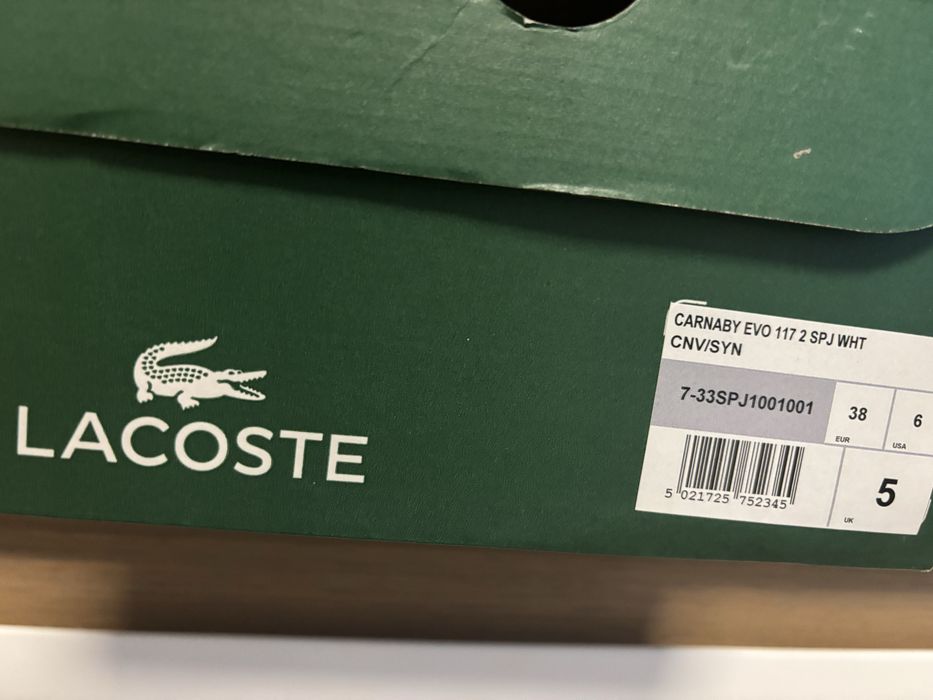 LACOSTE
CARNABY EVO 117 2 SPJ WHT
CNV/SYN
7-33SPJ1001001
38
EUR
6
USA
5 021725 752345
5
UK